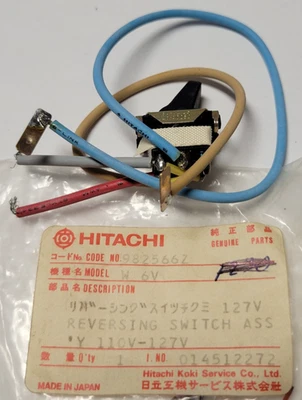 HITACHI
純正部品
GENUINE PARTS
コードNo CODE NO. 9825662
機種名 MODEL W 6V
部品名 DESCRIPTION
リバーシングスイツチクミ 127V
REVERSING SWITCH ASS
'Y 110V-127V
数量 Q'ty 1 I.NO. 014512272
Hitachi Koki Service Co., Ltd.
MADE IN JAPAN 日立工機サービス株式会社